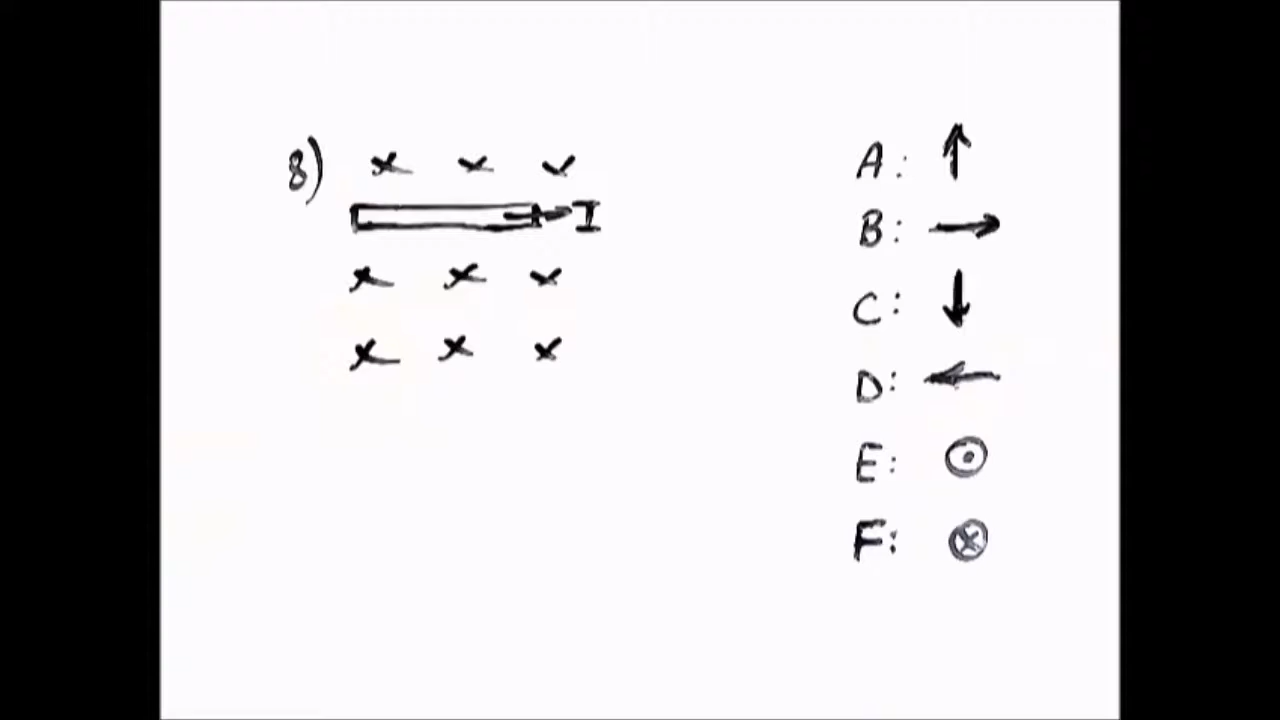 8) x x x
I
x x x
x x x
A: ↑
B: →
C: ↓
D: ←
E: ⊙
F: ⊗